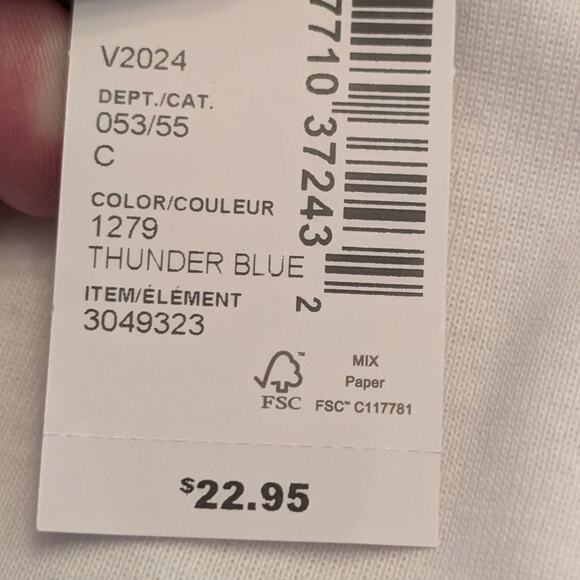 V2024
DEPT./CAT.
053/55
C
COLOR/COULEUR
1279
THUNDER BLUE
ITEM/ÉLÉMENT
3049323
7710 37243 2
FSC™
MIX
Paper
FSC™ C117781
$22.95